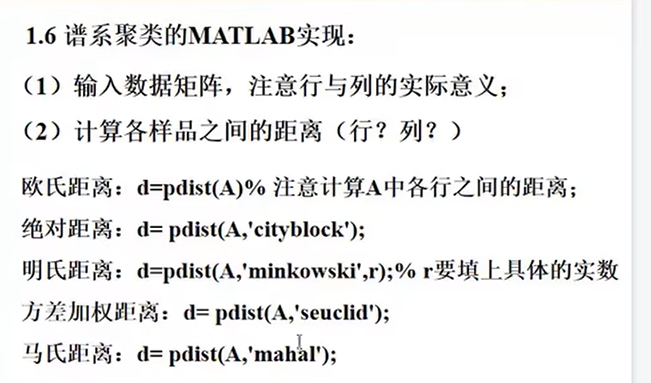 1.6 谱系聚类的MATLAB实现：
（1）输入数据矩阵，注意行与列的实际意义；
（2）计算各样品之间的距离（行？列？）
欧氏距离：d=pdist(A)% 注意计算A中各行之间的距离；
绝对距离：d= pdist(A,'cityblock');
明氏距离：d=pdist(A,'minkowski',r);% r要填上具体的实数
方差加权距离：d= pdist(A,'seuclid');
马氏距离：d= pdist(A,'mahal');